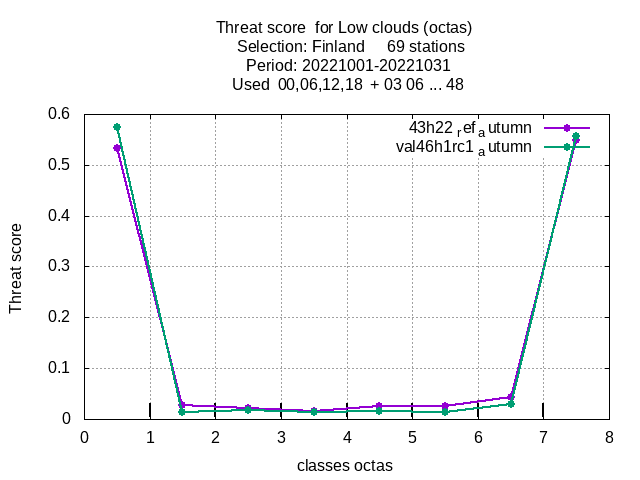 Threat score  for Low clouds (octas)
Selection: Finland     69 stations
Period: 20221001-20221031
Used  00,06,12,18  + 03 06 ... 48
43h22 ref autumn
val46h1rc1 autumn
0.6
0.5
0.4
0.3
0.2
0.1
0
Threat score
0 1 2 3 4 5 6 7 8
classes octas